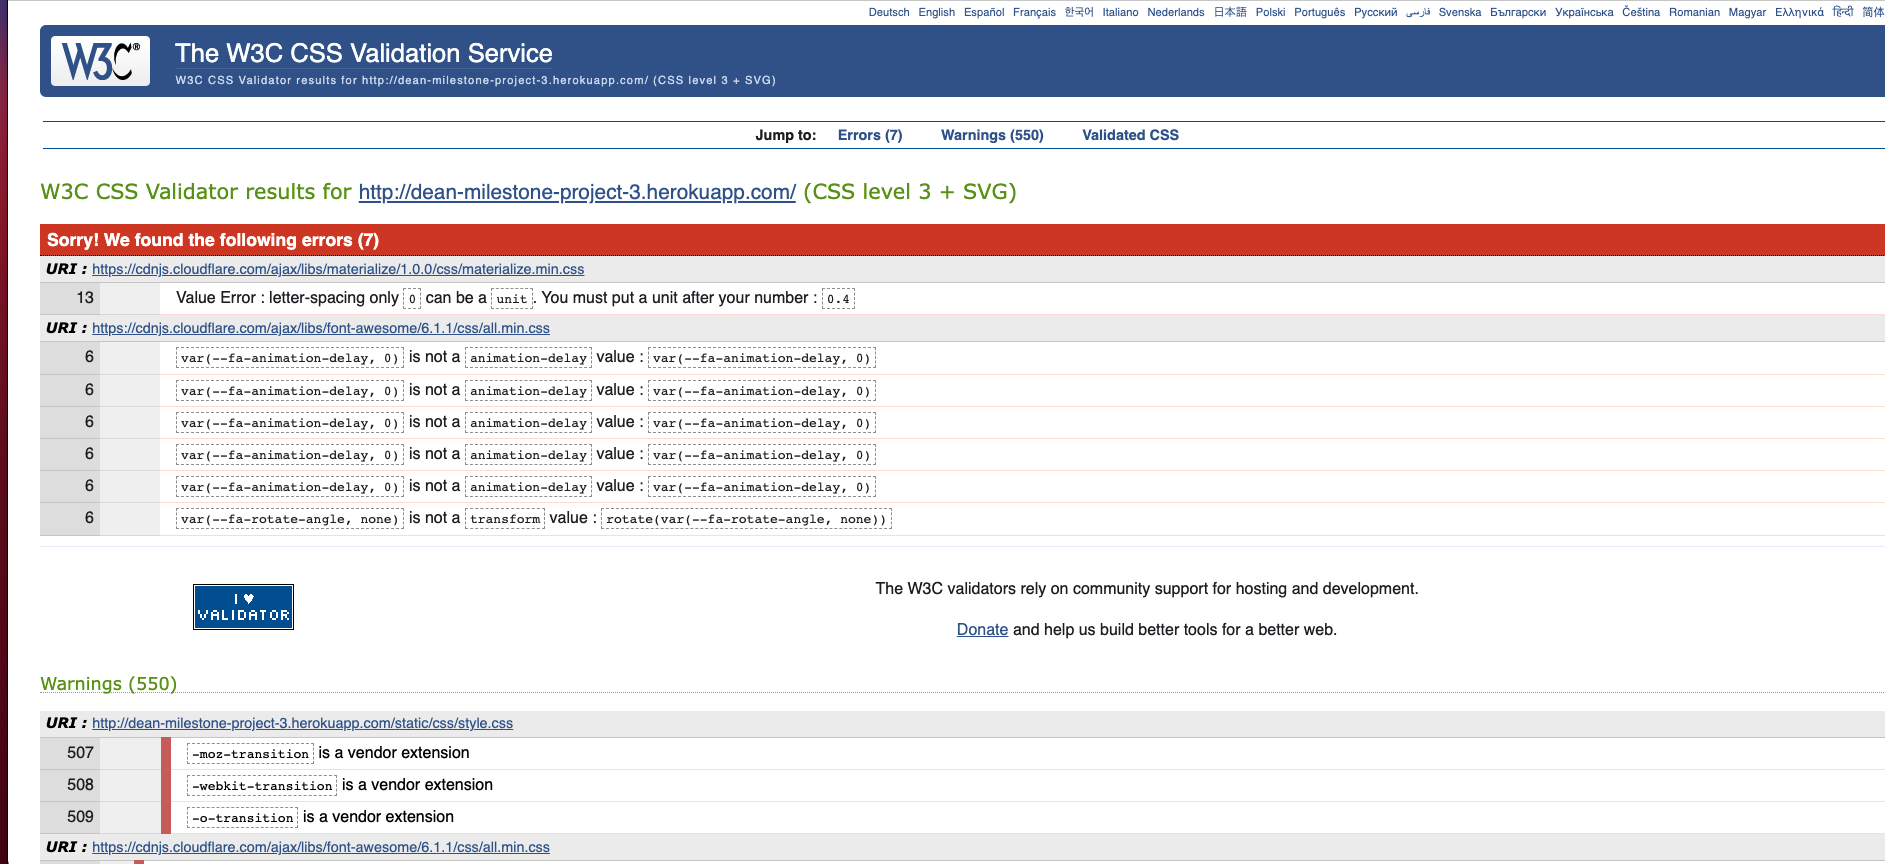 Deutsch English Español Français 한국어 Italiano Nederlands 日本語 Polski Português Русский فارسی Svenska Български Українська Čeština Romanian Magyar Ελληνικά हिन्दी 简体
W3C®
The W3C CSS Validation Service
W3C CSS Validator results for http://dean-milestone-project-3.herokuapp.com/ (CSS level 3 + SVG)
Jump to: Errors (7) Warnings (550) Validated CSS
W3C CSS Validator results for http://dean-milestone-project-3.herokuapp.com/ (CSS level 3 + SVG)
Sorry! We found the following errors (7)
URI : https://cdnjs.cloudflare.com/ajax/libs/materialize/1.0.0/css/materialize.min.css
13 Value Error : letter-spacing only 0 can be a unit. You must put a unit after your number : 0.4
URI : https://cdnjs.cloudflare.com/ajax/libs/font-awesome/6.1.1/css/all.min.css
6 var(--fa-animation-delay, 0) is not a animation-delay value : var(--fa-animation-delay, 0)
6 var(--fa-animation-delay, 0) is not a animation-delay value : var(--fa-animation-delay, 0)
6 var(--fa-animation-delay, 0) is not a animation-delay value : var(--fa-animation-delay, 0)
6 var(--fa-animation-delay, 0) is not a animation-delay value : var(--fa-animation-delay, 0)
6 var(--fa-animation-delay, 0) is not a animation-delay value : var(--fa-animation-delay, 0)
6 var(--fa-rotate-angle, none) is not a transform value : rotate(var(--fa-rotate-angle, none))
I ♥
VALIDATOR
The W3C validators rely on community support for hosting and development.
Donate and help us build better tools for a better web.
Warnings (550)
URI : http://dean-milestone-project-3.herokuapp.com/static/css/style.css
507 -moz-transition is a vendor extension
508 -webkit-transition is a vendor extension
509 -o-transition is a vendor extension
URI : https://cdnjs.cloudflare.com/ajax/libs/font-awesome/6.1.1/css/all.min.css